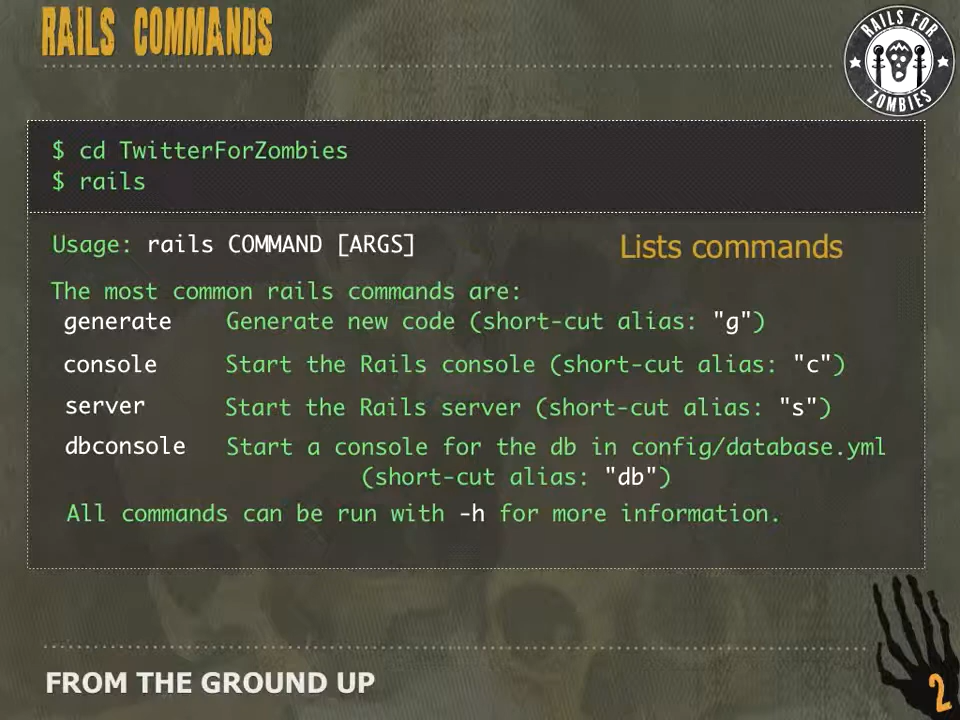 RAILS COMMANDS
RAILS FOR
ZOMBIES
$ cd TwitterForZombies
$ rails
Usage: rails COMMAND [ARGS]
Lists commands
The most common rails commands are:
generate Generate new code (short-cut alias: "g")
console Start the Rails console (short-cut alias: "c")
server Start the Rails server (short-cut alias: "s")
dbconsole Start a console for the db in config/database.yml
(short-cut alias: "db")
All commands can be run with -h for more information.
FROM THE GROUND UP
2